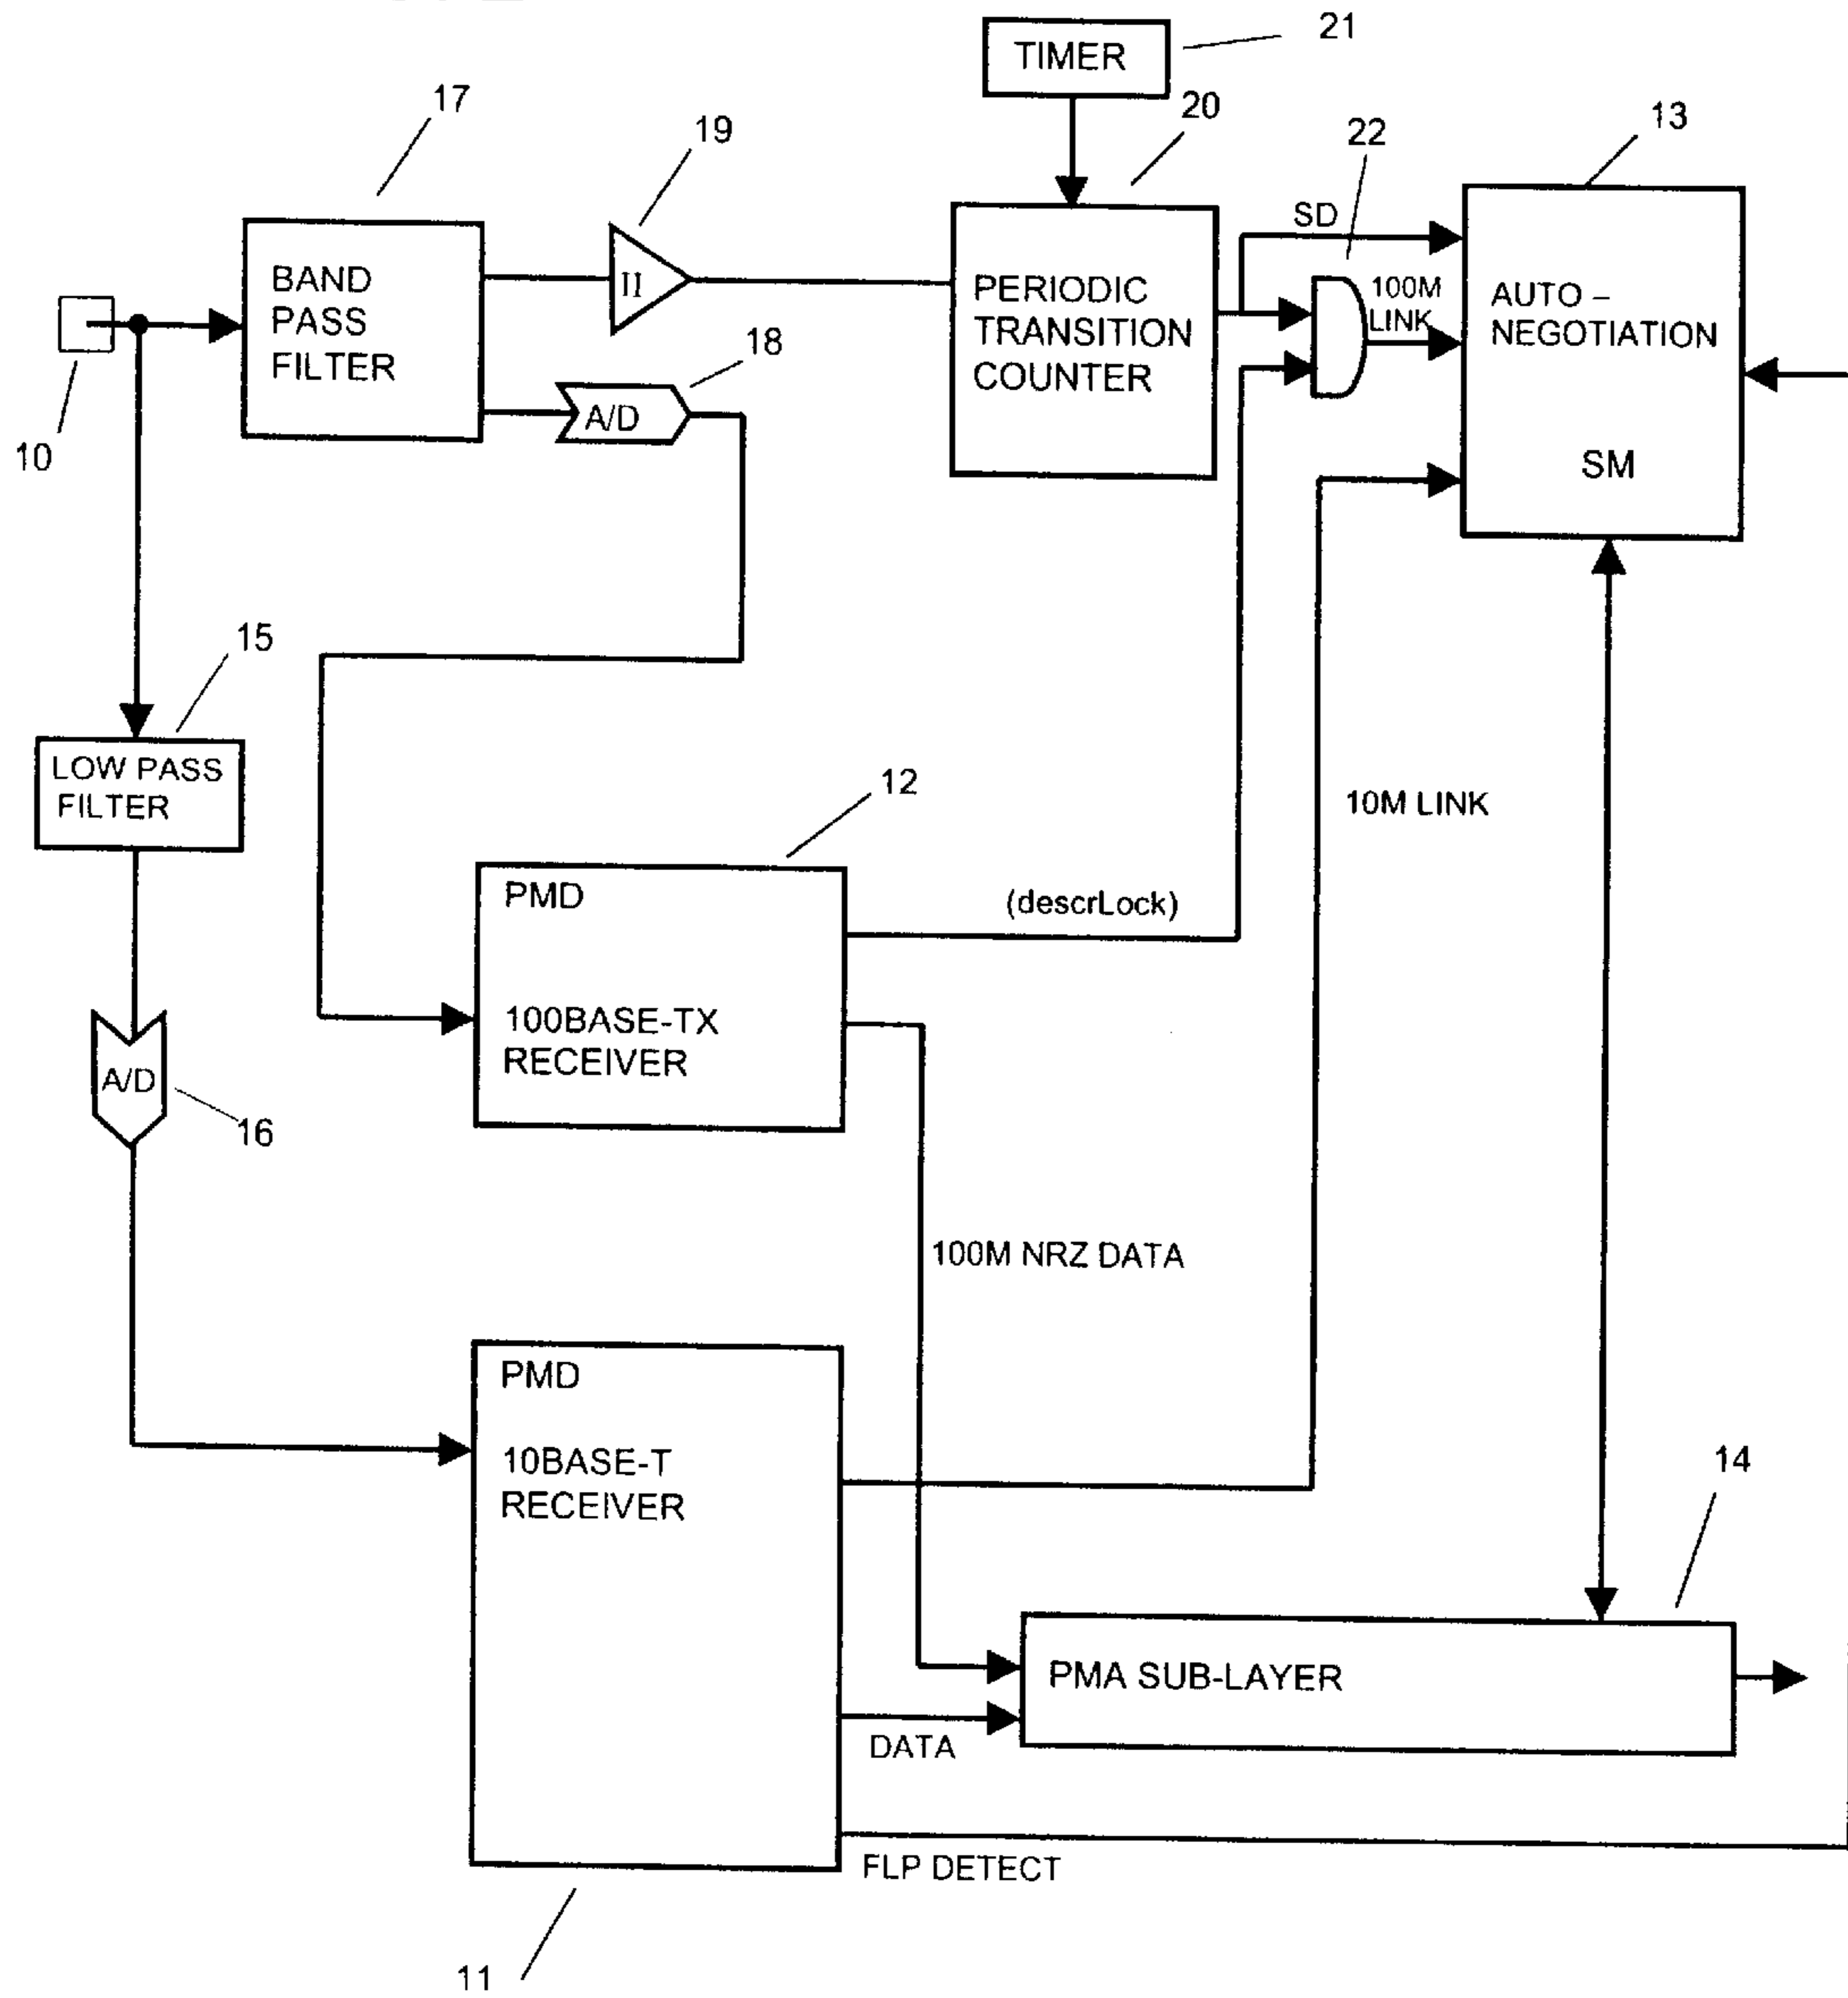 TIMER
21
17
19
20
22
13
BAND
PASS
FILTER
II
SD
PERIODIC
TRANSITION
COUNTER
100M
LINK
AUTO –
NEGOTIATION
SM
10
A/D
18
15
LOW PASS
FILTER
12
10M LINK
PMD
100BASE-TX
RECEIVER
(descrLock)
A/D
16
100M NRZ DATA
PMD
10BASE-T
RECEIVER
14
PMA SUB-LAYER
DATA
FLP DETECT
11